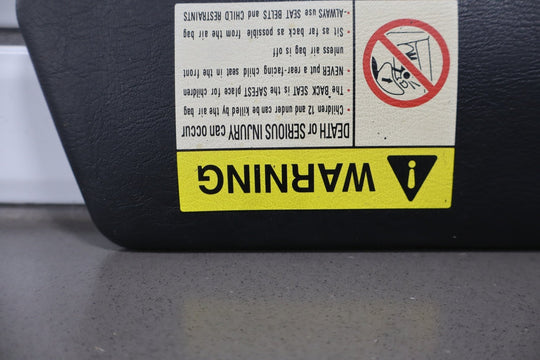 WARNING
DEATH or SERIOUS INJURY can occur
• Children 12 and under can be killed by the air bag
• The "BACK SEAT is the SAFEST place for children
• NEVER put a rear-facing child seat in the front
unless air bag is off
• Sit as far back as possible from the air bag
• ALWAYS use SEAT BELTS and CHILD RESTRAINTS